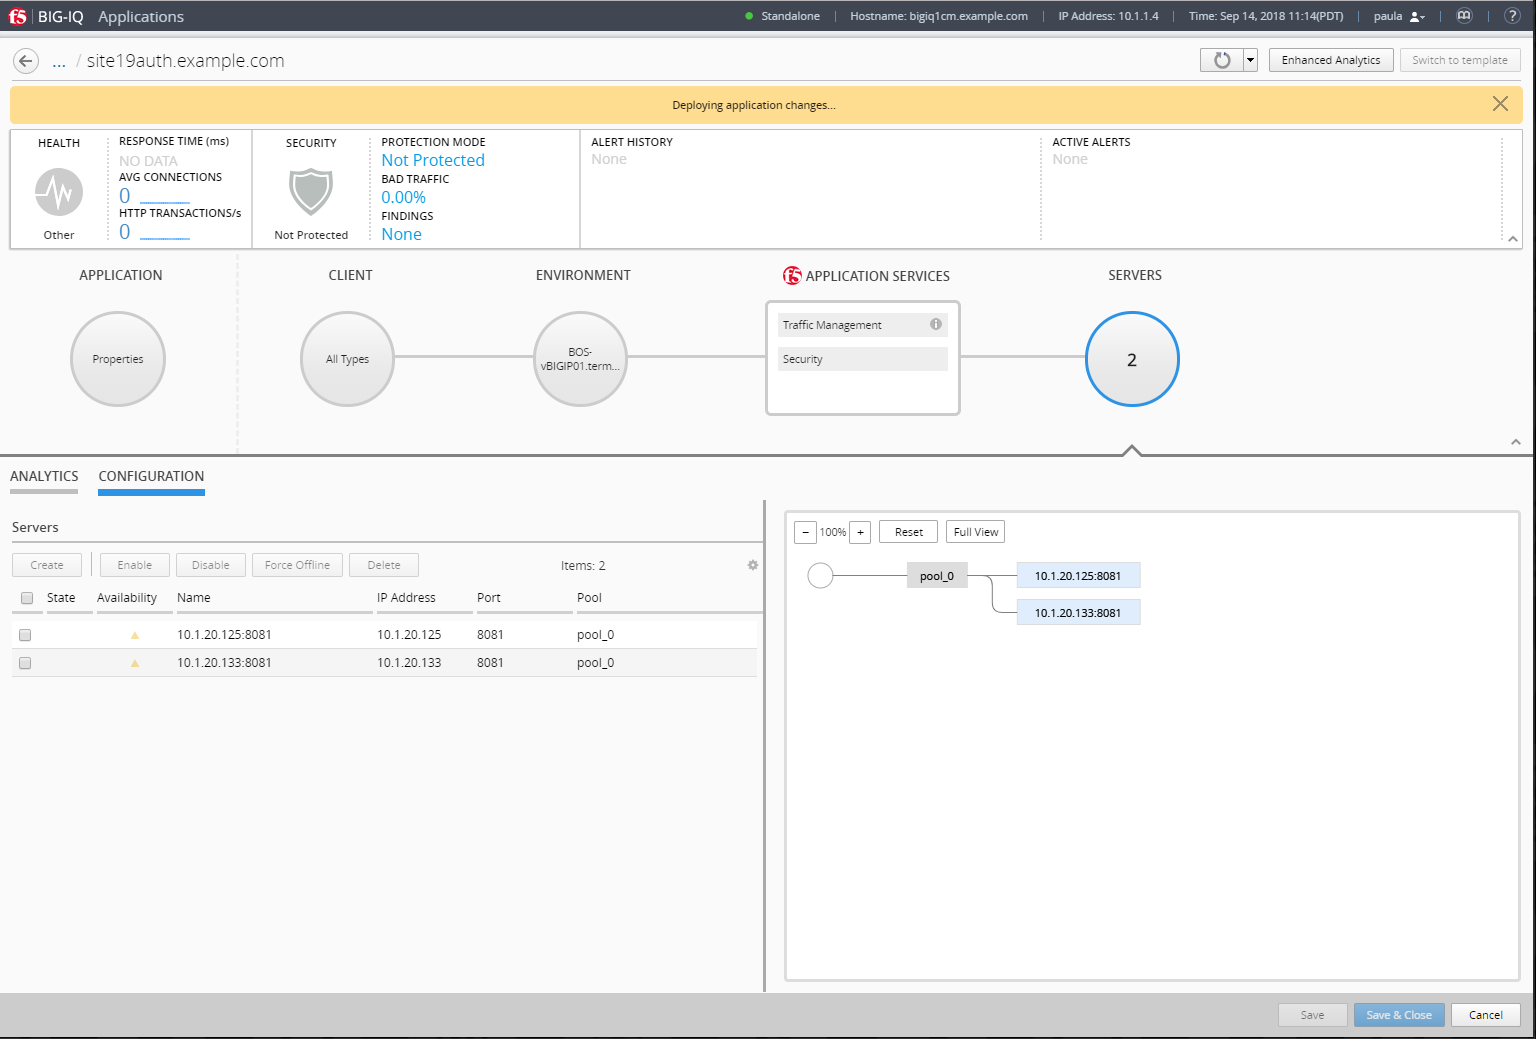 f5 BIG-IQ Applications Standalone Hostname: bigiq1cm.example.com IP Address: 10.1.1.4 Time: Sep 14, 2018 11:14(PDT) paula ?
... / site19auth.example.com Enhanced Analytics Switch to template
Deploying application changes...
HEALTH
Other
RESPONSE TIME (ms)
NO DATA
AVG CONNECTIONS
0
HTTP TRANSACTIONS/s
0
SECURITY
Not Protected
PROTECTION MODE
Not Protected
BAD TRAFFIC
0.00%
FINDINGS
None
ALERT HISTORY
None
ACTIVE ALERTS
None
APPLICATION CLIENT ENVIRONMENT f5 APPLICATION SERVICES SERVERS
Properties
All Types
BOS-
vBIGIP01.term...
Traffic Management
Security
2
ANALYTICS CONFIGURATION
Servers
Create Enable Disable Force Offline Delete Items: 2
State Availability Name IP Address Port Pool
10.1.20.125:8081 10.1.20.125 8081 pool_0
10.1.20.133:8081 10.1.20.133 8081 pool_0
− 100% + Reset Full View
pool_0 10.1.20.125:8081
10.1.20.133:8081
Save Save & Close Cancel